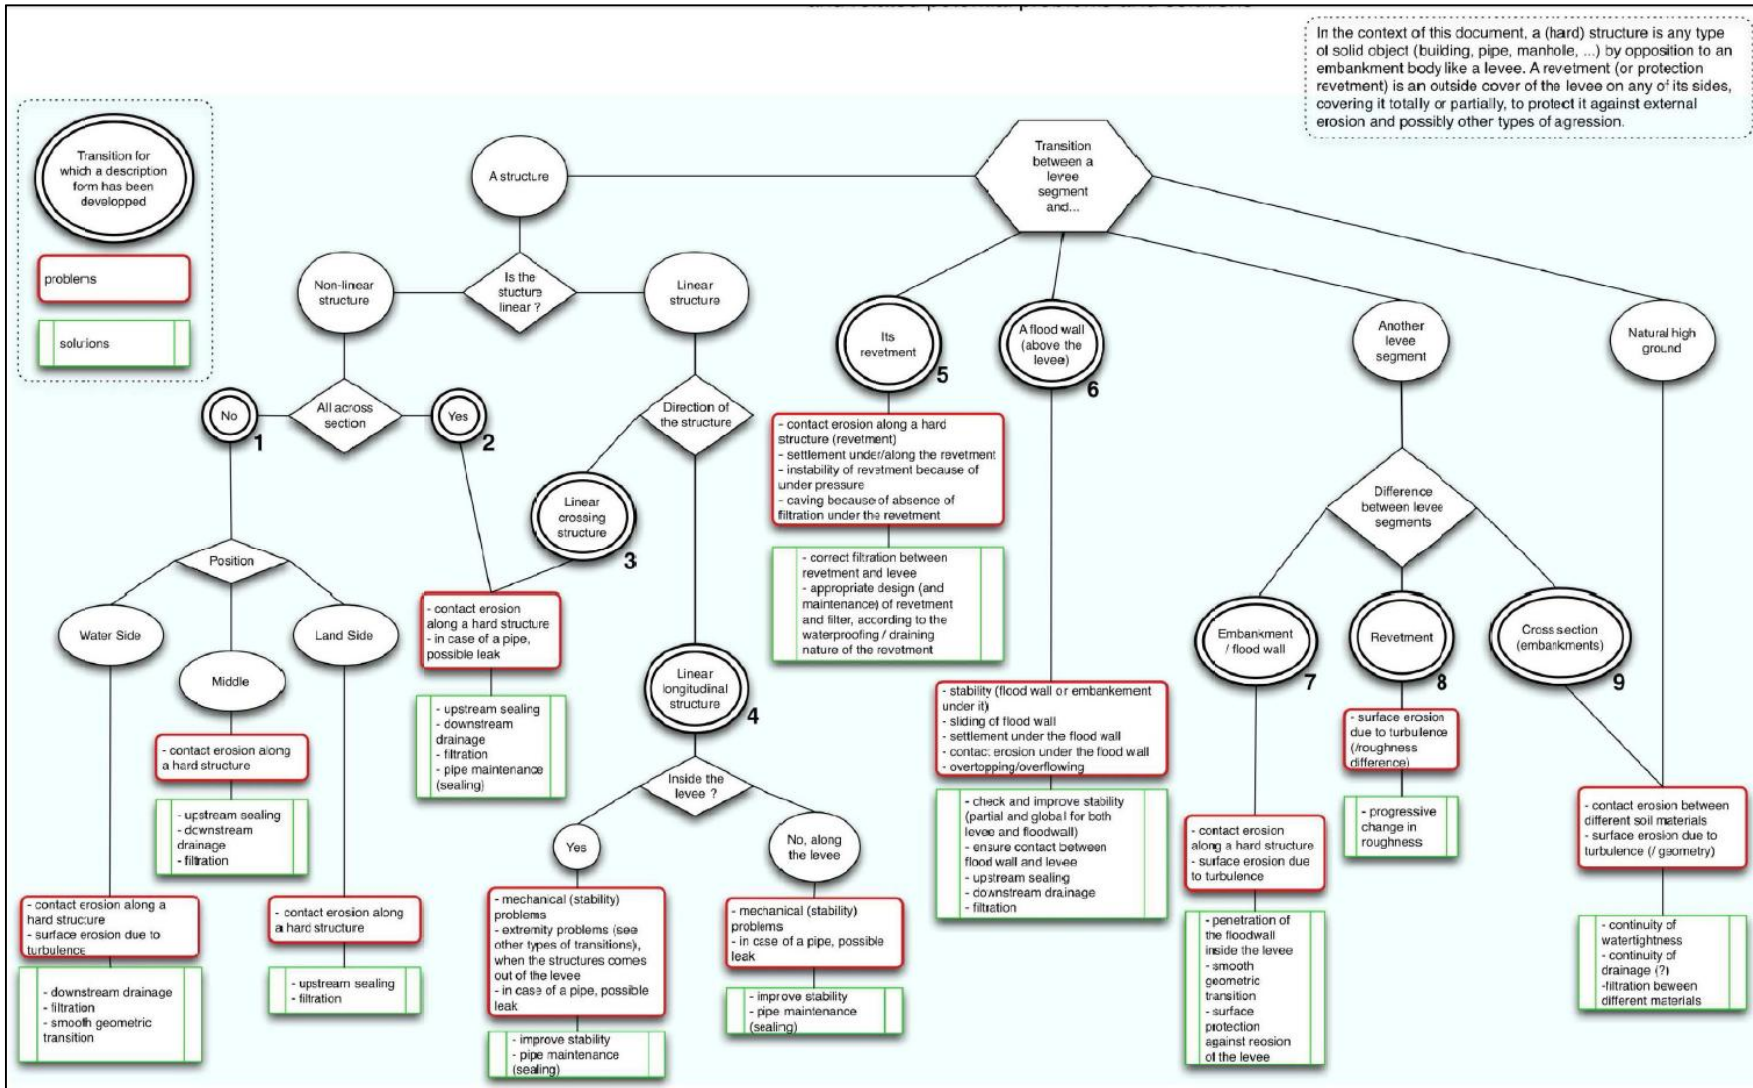 and related potential problems and solutions
In the context of this document, a (hard) structure is any type
of solid object (building, pipe, manhole, ...) by opposition to an
embankment body like a levee. A revetment (or protection
revetment) is an outside cover of the levee on any of its sides,
covering it totally or partially, to protect it against external
erosion and possibly other types of agression.
Transition for
which a description
form has been
developped
problems
solutions
Transition
between a
levee
segment
and...
A structure
Is the
stucture
linear ?
Non-linear
structure
Linear
structure
All across
section
No
1
Yes
2
Direction of
the structure
Linear
crossing
structure
3
Its
revetment
5
A flood wall
(above the
levee)
6
Another
levee
segment
Natural high
ground
Position
Water Side
Middle
Land Side
- contact erosion along a
hard structure
- surface erosion due to
turbulence
- downstream drainage
- filtration
- smooth geometric
transition
- contact erosion along
a hard structure
- upstream sealing
- downstream
drainage
- filtration
- contact erosion along
a hard structure
- upstream sealing
- filtration
- contact erosion
along a hard structure
- in case of a pipe,
possible leak
- upstream sealing
- downstream
drainage
- filtration
- pipe maintenance
(sealing)
Linear
longitudinal
structure
4
Inside the
levee ?
Yes
No, along
the levee
- mechanical (stability)
problems
- extremity problems (see
other types of transitions),
when the structures comes
out of the levee
- in case of a pipe, possible
leak
- improve stability
- pipe maintenance
(sealing)
- mechanical (stability)
problems
- in case of a pipe, possible
leak
- improve stability
- pipe maintenance
(sealing)
- contact erosion along a hard
structure (revetment)
- settlement under/along the revetment
- instability of revetment because of
under pressure
- caving because of absence of
filtration under the revetment
- correct filtration between
revetment and levee
- appropriate design (and
maintenance) of revetment
and filter, according to the
waterproofing / draining
nature of the revetment
- stability (flood wall or embankement
under it)
- sliding of flood wall
- settlement under the flood wall
- contact erosion under the flood wall
- overtopping/overflowing
- check and improve stability
(partial and global for both
levee and floodwall)
- ensure contact between
flood wall and levee
- upstream sealing
- downstream drainage
- filtration
Difference
between levee
segments
Embankment
/ flood wall
7
Revetment
8
Cross section
(embankments)
9
- contact erosion
along a hard structure
- surface erosion due
to turbulence
- penetration of
the floodwall
inside the levee
- smooth
geometric
transition
- surface
protection
against reosion
of the levee
- surface erosion
due to turbulence
(/roughness
difference)
- progressive
change in
roughness
- contact erosion between
different soil materials
- surface erosion due to
turbulence (/ geometry)
- continuity of
watertightness
- continuity of
drainage (?)
-filtration beween
different materials